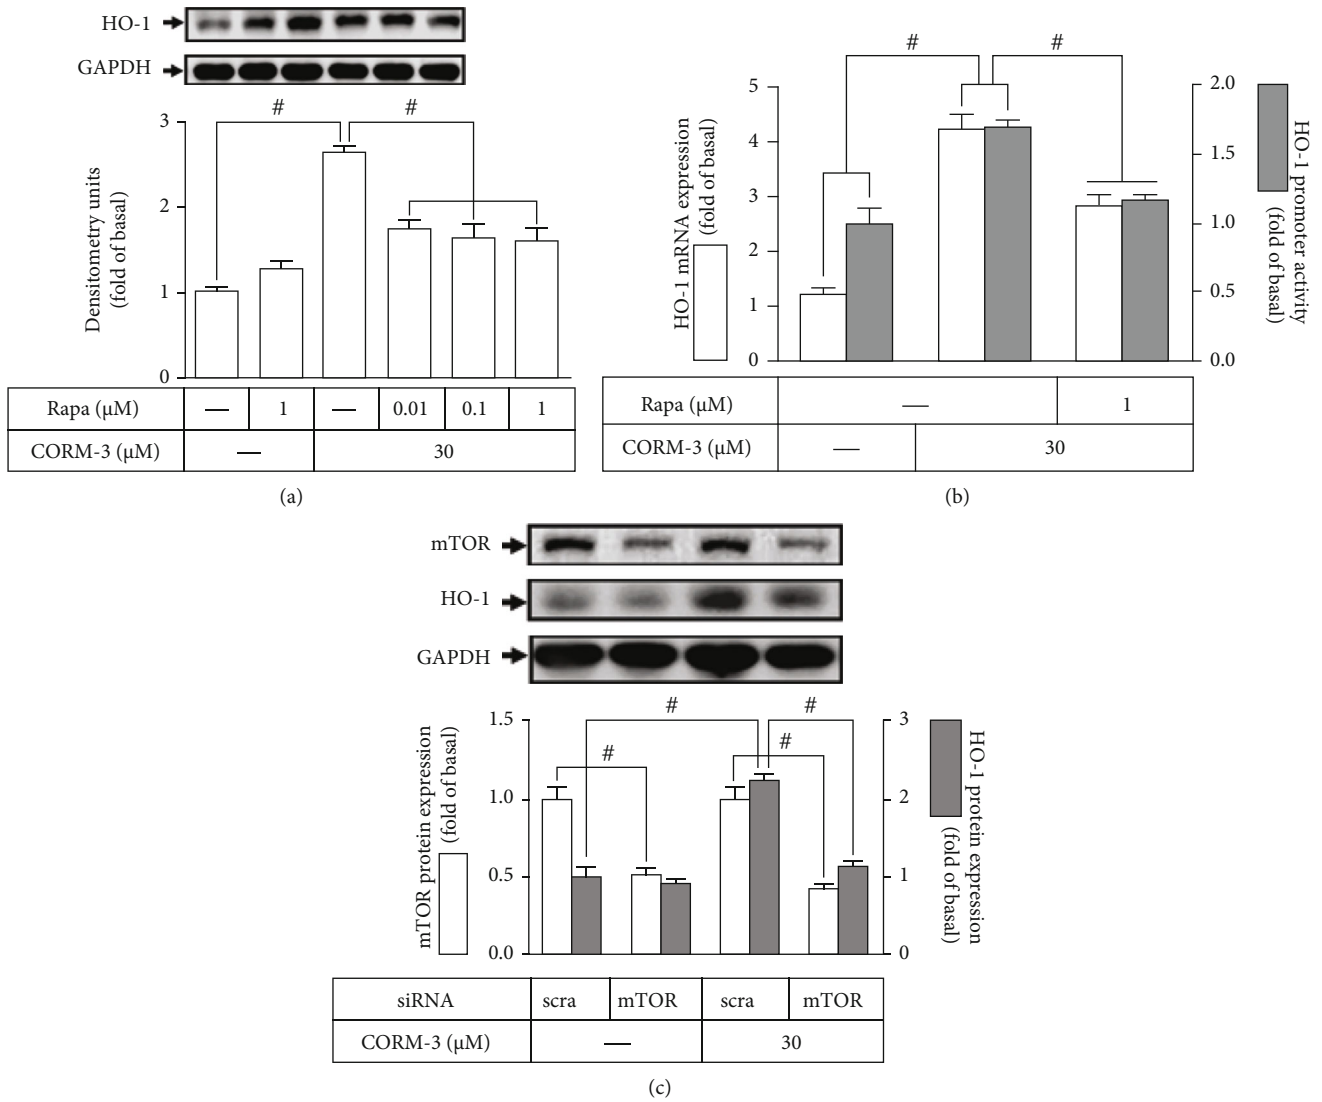 HO-1
GAPDH
# #
3
2
1
0
Densitometry units
(fold of basal)
Rapa (μM) — 1 — 0.01 0.1 1
CORM-3 (μM) — 30
(a)
# #
5
4
3
2
1
0
HO-1 mRNA expression
(fold of basal)
2.0
1.5
1.0
0.5
0.0
HO-1 promoter activity
(fold of basal)
Rapa (μM) — 1
CORM-3 (μM) — 30
(b)
mTOR
HO-1
GAPDH
# #
# #
1.5
1.0
0.5
0.0
mTOR protein expression
(fold of basal)
3
2
1
0
HO-1 protein expression
(fold of basal)
siRNA scra mTOR scra mTOR
CORM-3 (μM) — 30
(c)